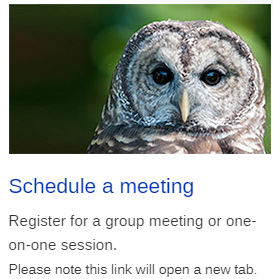 Schedule a meeting
Register for a group meeting or one-
on-one session.
Please note this link will open a new tab.